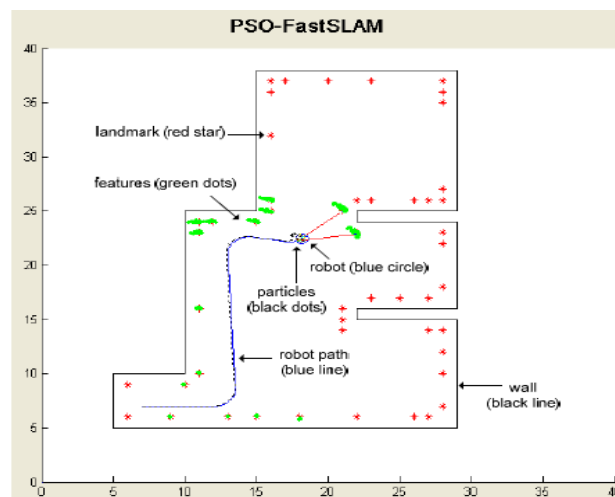 PSO-FastSLAM
40
35
landmark (red star)
30
features (green dots)
25
robot (blue circle)
20
particles
(black dots)
15
robot path
(blue line)
10
wall
(black line)
5
0
0 5 10 15 20 25 30 35 40